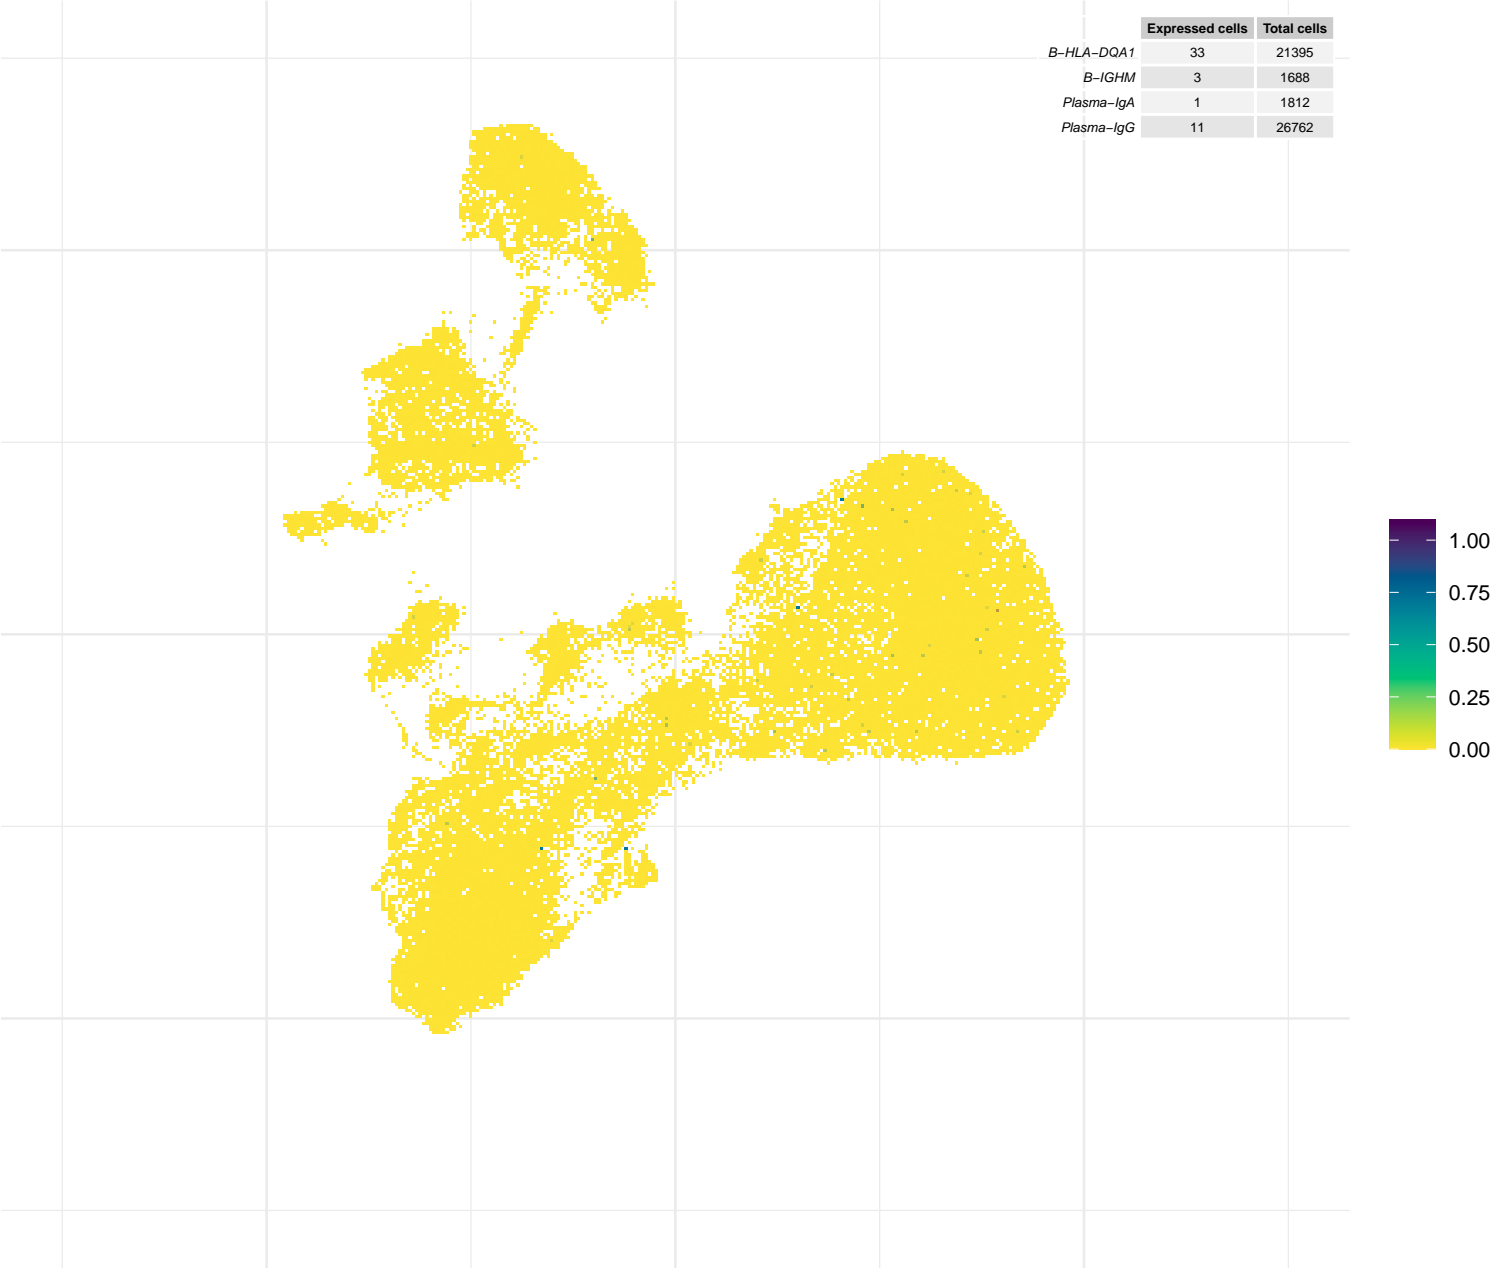 Expressed cells Total cells
B−HLA−DQA1 33 21395
B−IGHM 3 1688
Plasma−IgA 1 1812
Plasma−IgG 11 26762
1.00
0.75
0.50
0.25
0.00